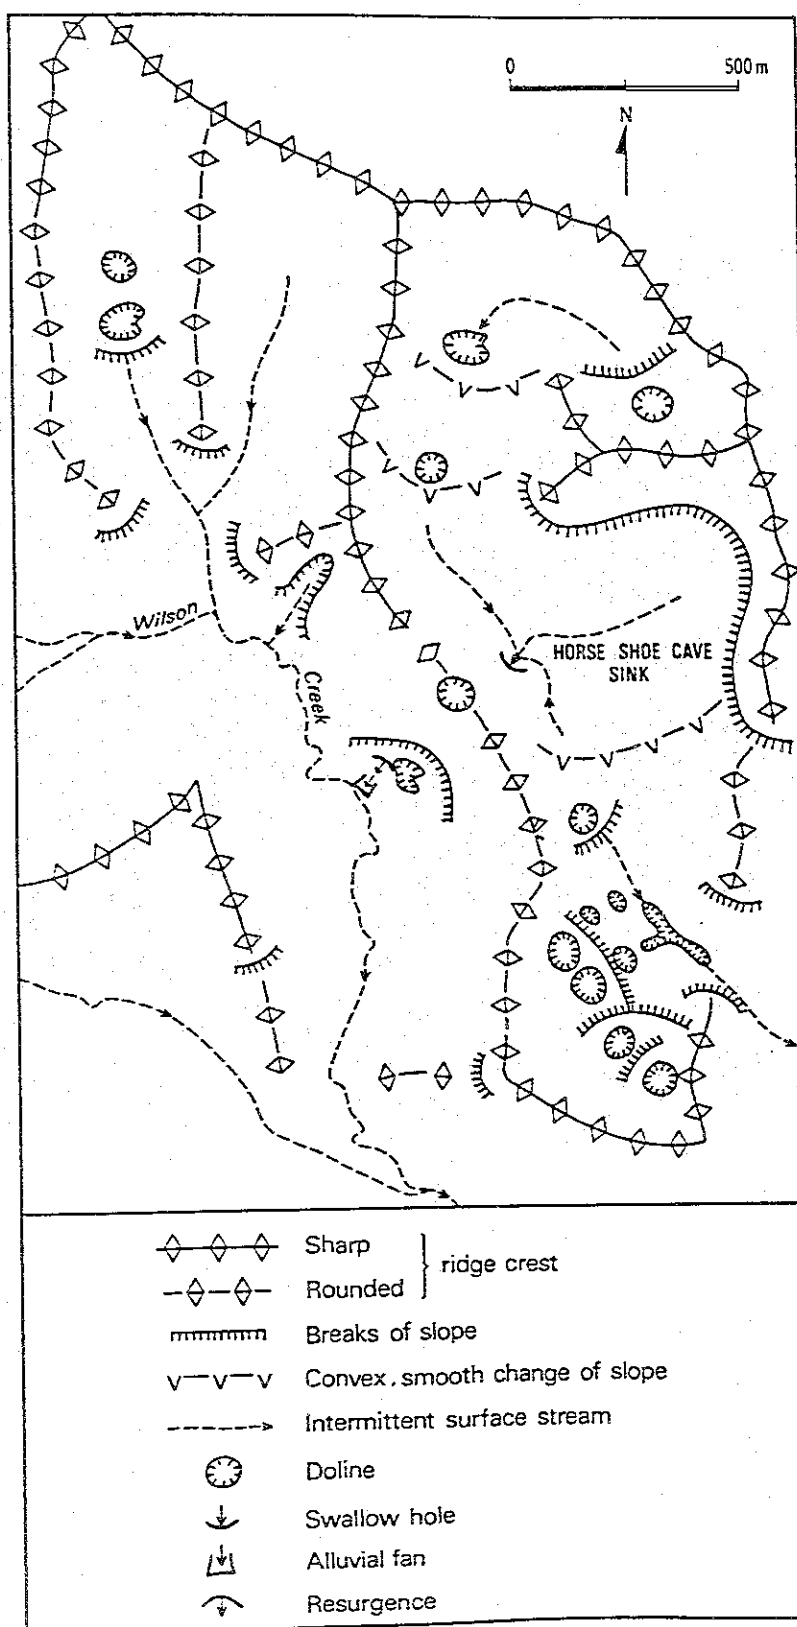 0 500 m
N
Wilson
Creek
HORSE SHOE CAVE
SINK
Sharp
Rounded
ridge crest
Breaks of slope
Convex. smooth change of slope
Intermittent surface stream
Doline
Swallow hole
Alluvial fan
Resurgence